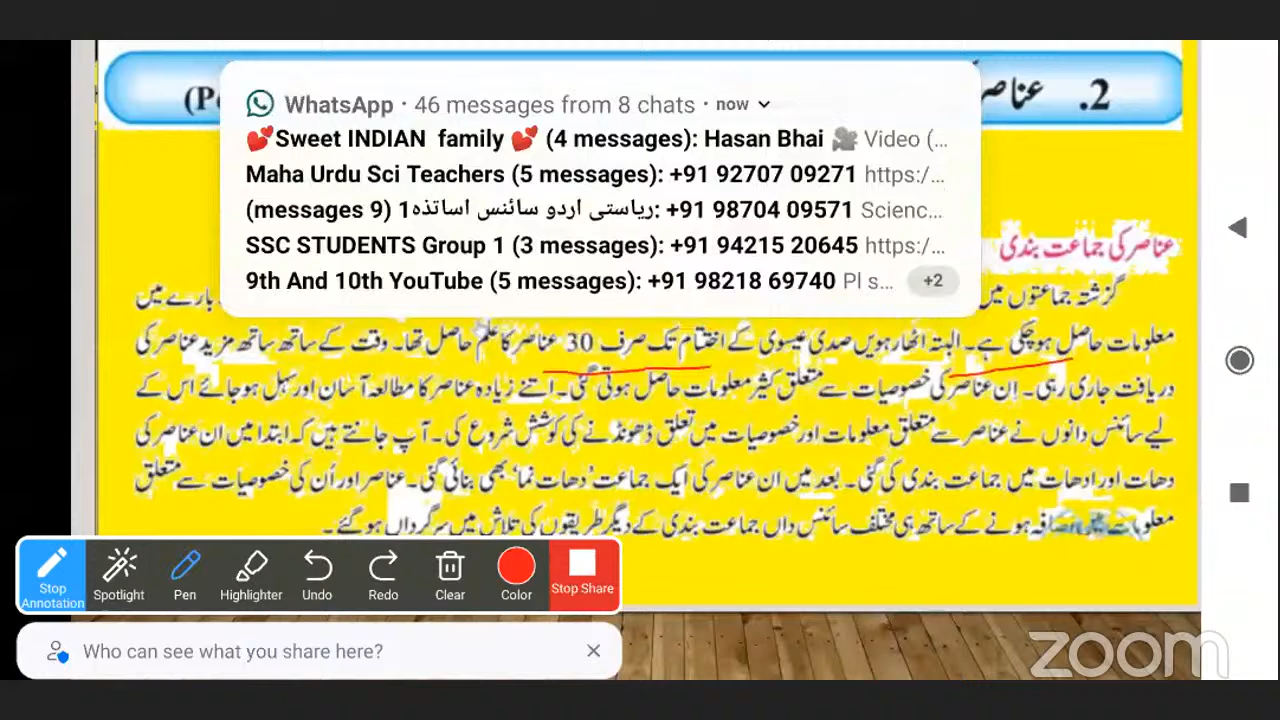 2. عناصر
(P
WhatsApp · 46 messages from 8 chats · now
💕Sweet INDIAN family 💕 (4 messages): Hasan Bhai 🎥 Video (…
Maha Urdu Sci Teachers (5 messages): +91 92707 09271 https:/…
(messages 9) 1ریاستی اردو سائنس اساتذہ: +91 98704 09571 Scienc…
SSC STUDENTS Group 1 (3 messages): +91 94215 20645 https:/…
9th And 10th YouTube (5 messages): +91 98218 69740 Pl s…
+2
عناصر کی جماعت بندی
گزشتہ جماعتوں میں بارے میں
معلومات حاصل ہوچکی ہے۔ البتہ اٹھارہویں صدی عیسوی کے اختتام تک صرف 30 عناصر کا علم حاصل تھا۔ وقت کے ساتھ ساتھ مزید عناصر کی
دریافت جاری رہی۔ اِن عناصر کی خصوصیات سے متعلق کثیر معلومات حاصل ہوتی گئی۔ اتنے زیادہ عناصر کا مطالعہ آسان اور سہل ہوجائے اس کے
لیے سائنس دانوں نے عناصر سے متعلق معلومات اور خصوصیات میں تعلق ڈھونڈنے کی کوشش شروع کی۔ آپ جانتے ہیں کہ ابتدا میں ان عناصر کی
دھات اور ادھات میں جماعت بندی کی گئی۔ بعد میں ان عناصر کی ایک جماعت 'دھات نما' بھی بنائی گئی۔ عناصر اور اُن کی خصوصیات سے متعلق
ہونے کے ساتھ ہی مختلف سائنس داں جماعت بندی کے دیگر طریقوں کی تلاش میں سرگرداں ہو گئے۔
Stop Annotation
Spotlight
Pen
Highlighter
Undo
Redo
Clear
Color
Stop Share
Who can see what you share here?
zoom